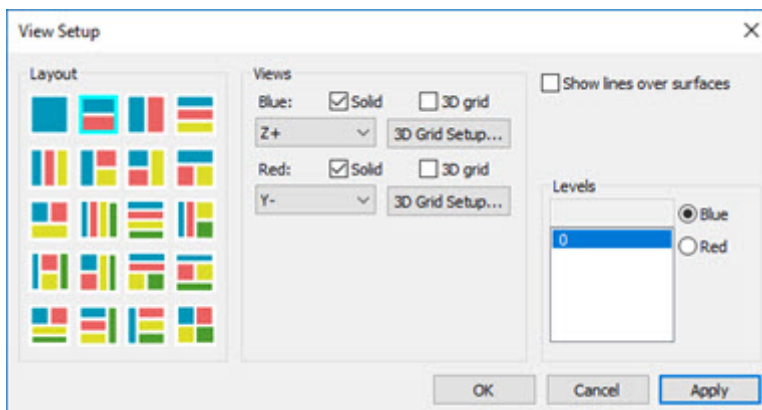 View Setup
Layout
Views
Blue:
Solid
3D grid
Z+
3D Grid Setup...
Red:
Solid
3D grid
Y-
3D Grid Setup...
Show lines over surfaces
Levels
Blue
0
Red
OK
Cancel
Apply